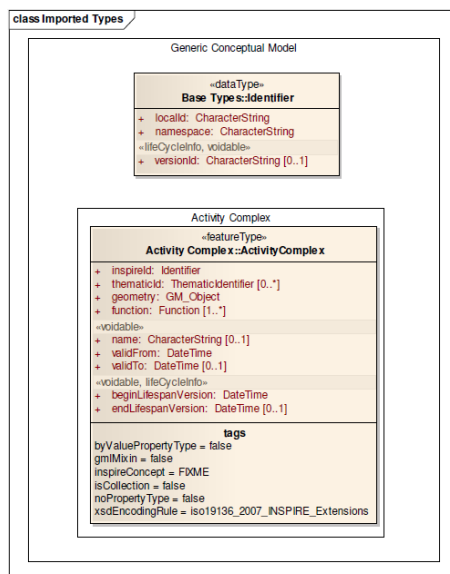 class Imported Types
Generic Conceptual Model
«dataType»
Base Types::Identifier
+ localId: CharacterString
+ namespace: CharacterString
«lifeCycleInfo, voidable»
+ versionId: CharacterString [0..1]
Activity Complex
«featureType»
Activity Complex::ActivityComplex
+ inspireId: Identifier
+ thematicId: ThematicIdentifier [0..*]
+ geometry: GM_Object
+ function: Function [1..*]
«voidable»
+ name: CharacterString [0..1]
+ validFrom: DateTime
+ validTo: DateTime [0..1]
«voidable, lifeCycleInfo»
+ beginLifespanVersion: DateTime
+ endLifespanVersion: DateTime [0..1]
tags
byValuePropertyType = false
gmlMixin = false
inspireConcept = FIXME
isCollection = false
noPropertyType = false
xsdEncodingRule = iso19136_2007_INSPIRE_Extensions